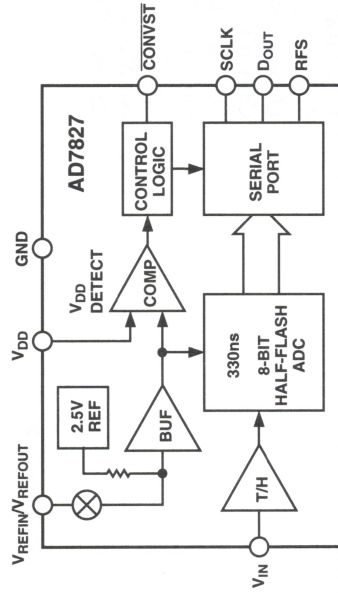 VREFIN/VREFOUT
VDD
GND
AD7827
2.5V
REF
VDD
DETECT
BUF
COMP
CONTROL
LOGIC
CONVST
VIN
T/H
330ns
8-BIT
HALF-FLASH
ADC
SERIAL
PORT
SCLK
DOUT
RFS